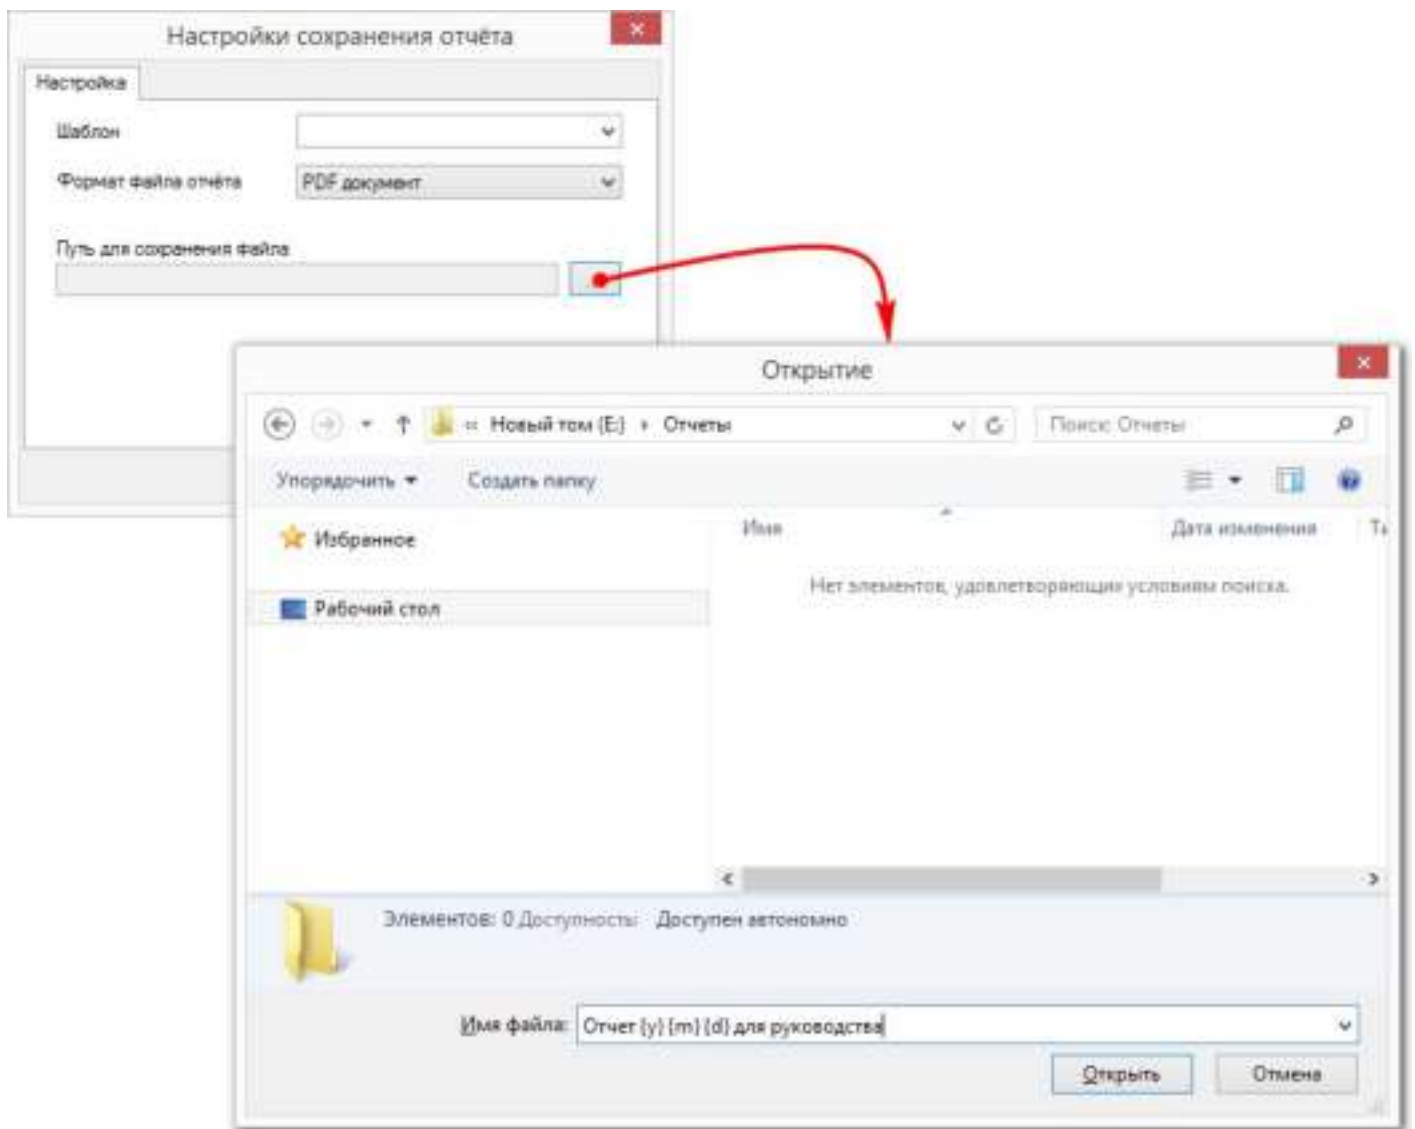 Настройки сохранения отчёта
Настройка
Шаблон
Формат файла отчёта PDF документ
Путь для сохранения файла
Открытие
« Новый том (E:) Отчеты Поиск: Отчеты
Упорядочить Создать папку
Избранное
Рабочий стол
Имя Дата изменения
Нет элементов, удовлетворяющих условиям поиска.
Элементов: 0 Доступность: Доступен автономно
Имя файла: Отчет {y} {m} {d} для руководства
Открыть Отмена